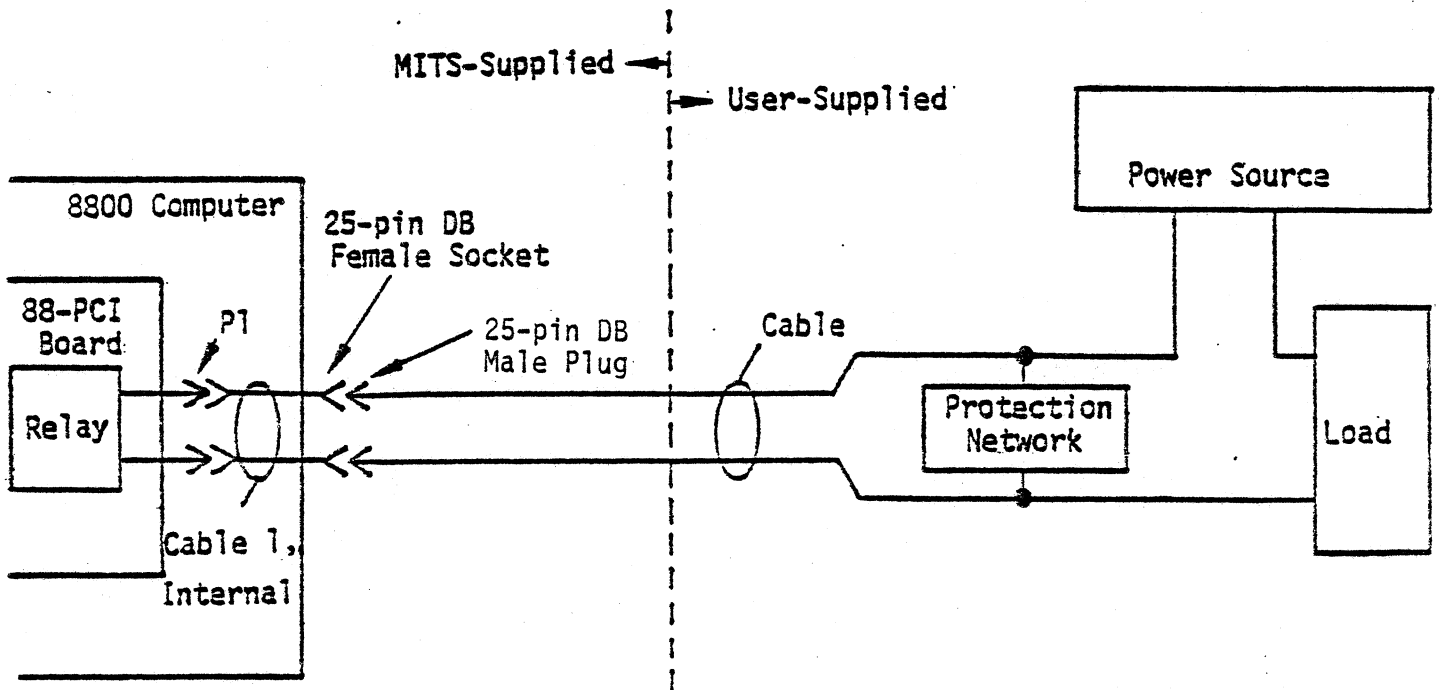 MITS-Supplied
User-Supplied
Power Source
8800 Computer
25-pin DB
Female Socket
88-PCI
Board
P1
25-pin DB
Male Plug
Cable
Relay
Protection
Network
Load
Cable 1,
Internal